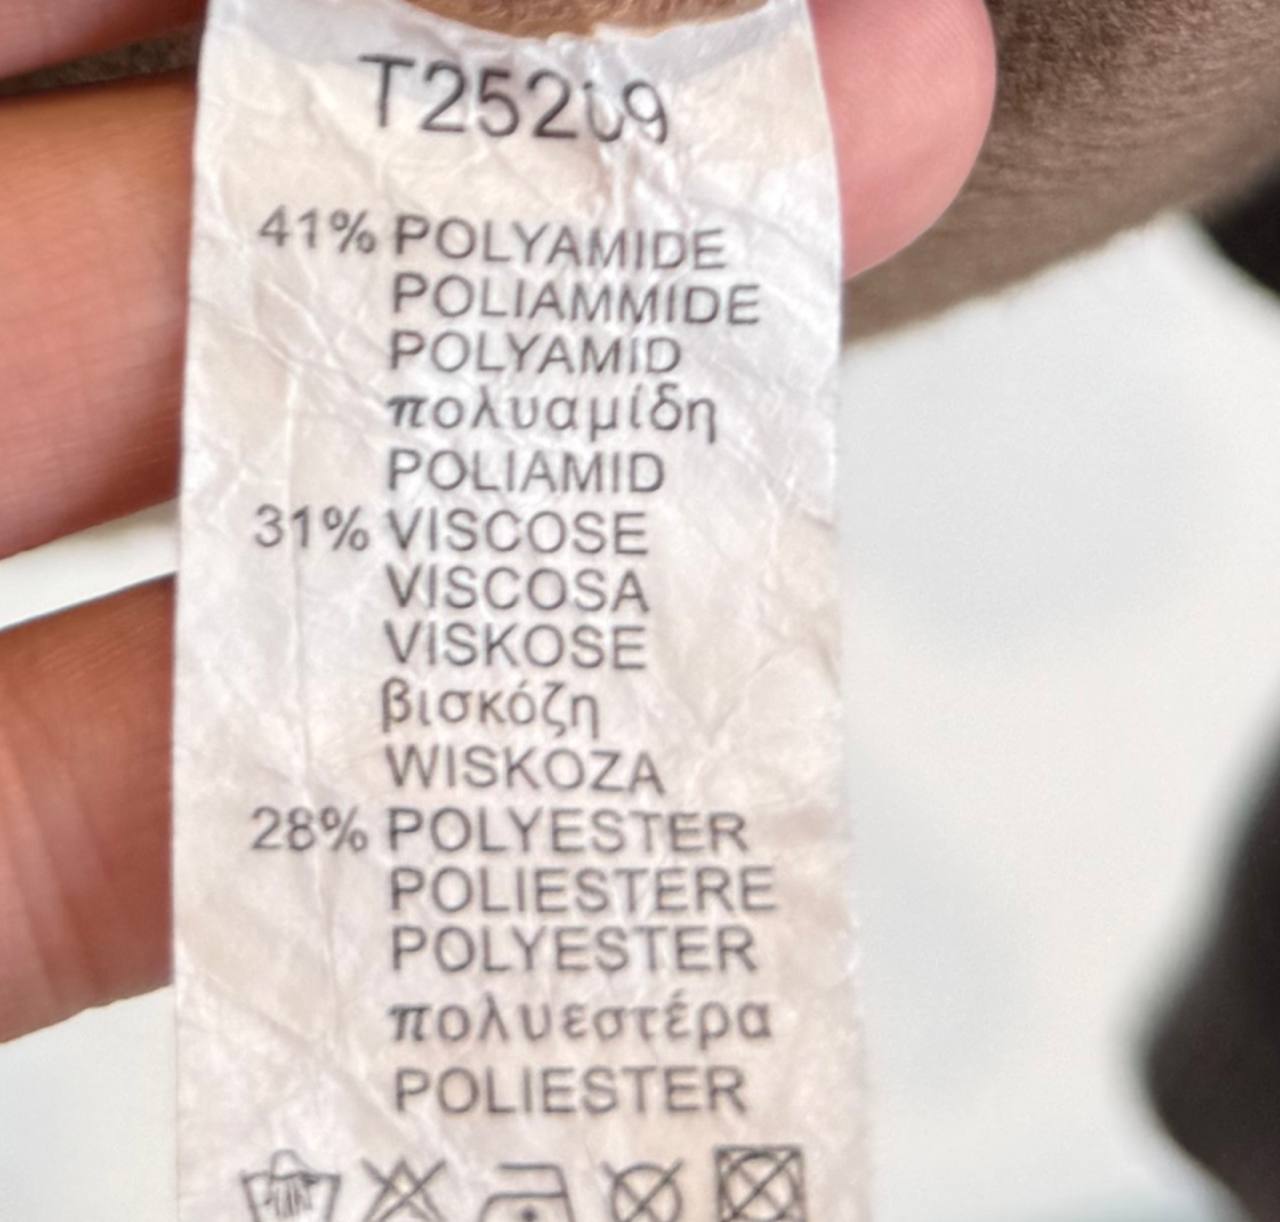 T25209
41% POLYAMIDE
POLIAMMIDE
POLYAMID
πολυαμίδη
POLIAMID
31% VISCOSE
VISCOSA
VISKOSE
βισκόζη
WISKOZA
28% POLYESTER
POLIESTERE
POLYESTER
πολυεστέρα
POLIESTER